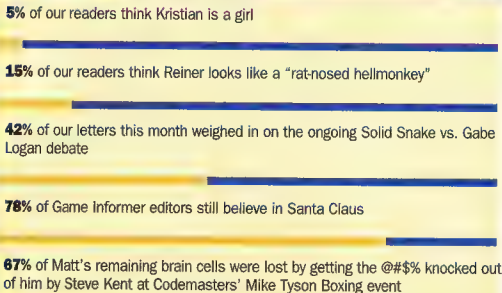 5% of our readers think Kristian is a girl
15% of our readers think Reiner looks like a “rat-nosed hellmonkey”
42% of our letters this month weighed in on the ongoing Solid Snake vs. Gabe
Logan debate
78% of Game Informer editors still believe in Santa Claus
67% of Matt's remaining brain cells were lost by getting the @#$% knocked out
of him by Steve Kent at Codemasters' Mike Tyson Boxing event